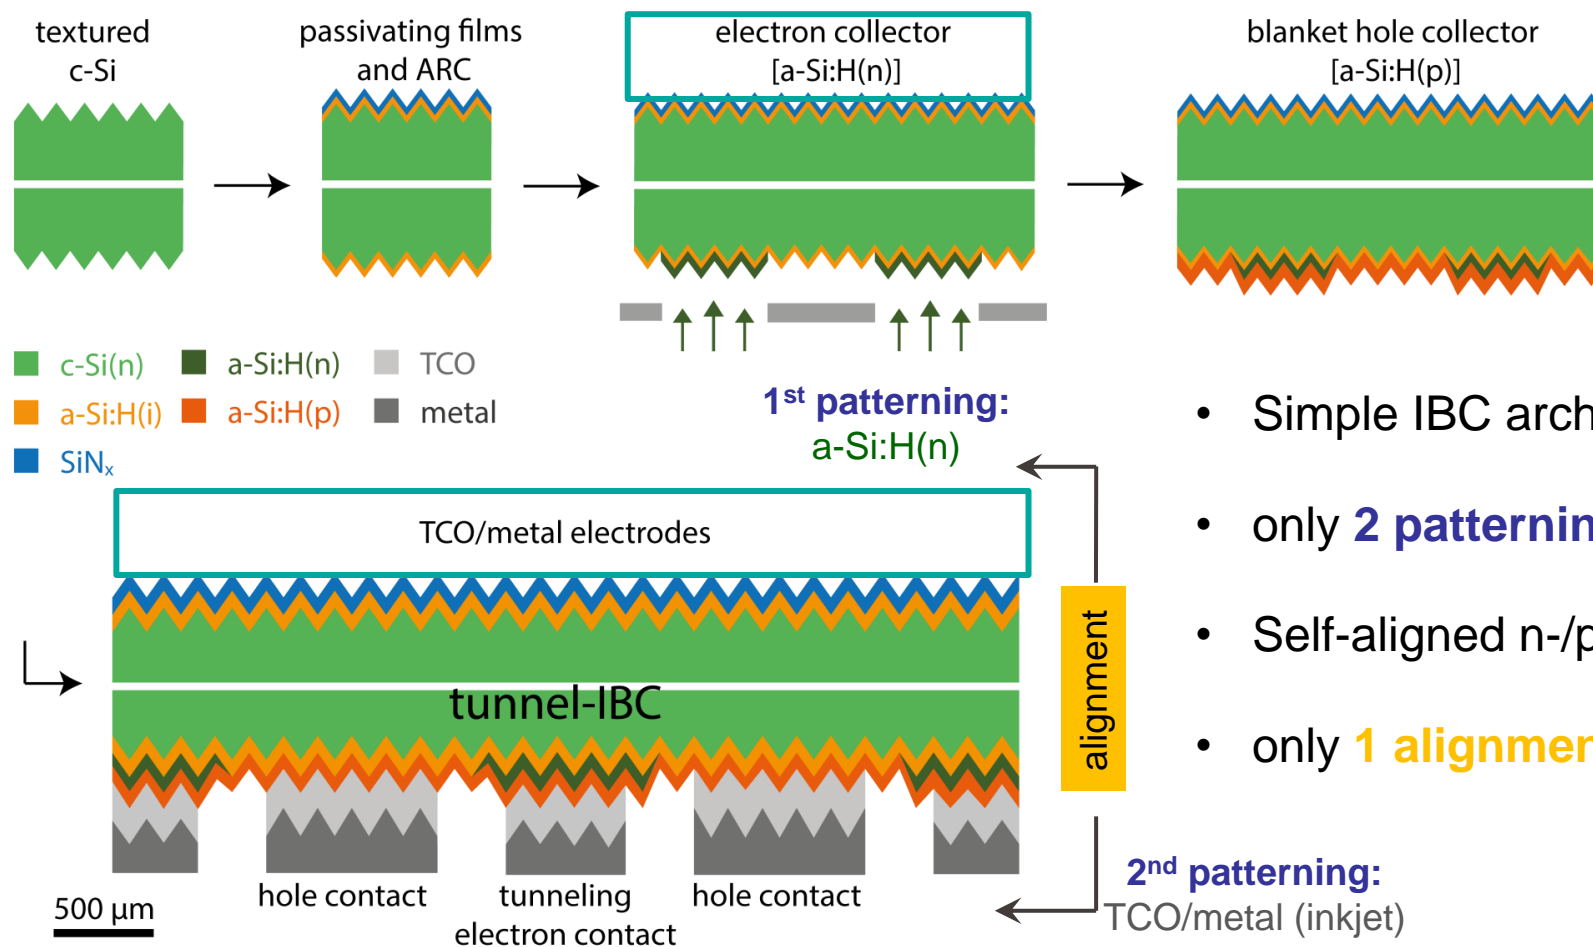 textured
c-Si
passivating films
and ARC
electron collector
[a-Si:H(n)]
blanket hole collector
[a-Si:H(p)]
c-Si(n)
a-Si:H(n)
TCO
a-Si:H(i)
a-Si:H(p)
metal
SiNₓ
1st patterning:
a-Si:H(n)
TCO/metal electrodes
tunnel-IBC
alignment
hole contact
tunneling
electron contact
hole contact
500 µm
2nd patterning:
TCO/metal (inkjet)
• Simple IBC arch
• only 2 patternin
• Self-aligned n-/p
• only 1 alignmen